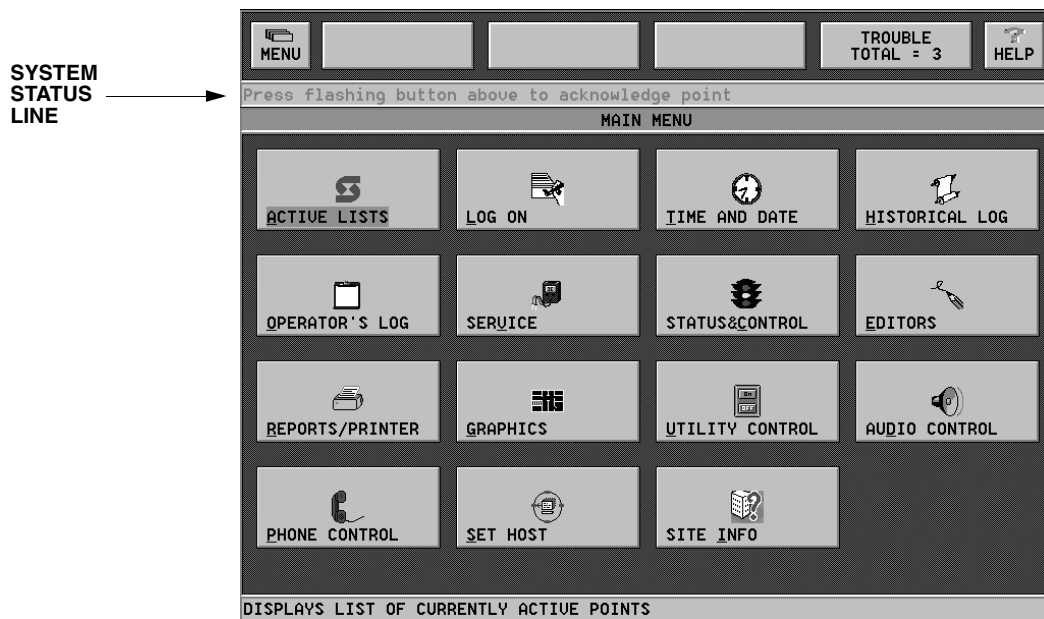 SYSTEM
STATUS
LINE
MENU
TROUBLE
TOTAL = 3
HELP
Press flashing button above to acknowledge point
MAIN MENU
ACTIVE LISTS
LOG ON
TIME AND DATE
HISTORICAL LOG
OPERATOR'S LOG
SERVICE
STATUS&CONTROL
EDITORS
REPORTS/PRINTER
GRAPHICS
UTILITY CONTROL
On
OFF
AUDIO CONTROL
PHONE CONTROL
SET HOST
SITE INFO
DISPLAYS LIST OF CURRENTLY ACTIVE POINTS